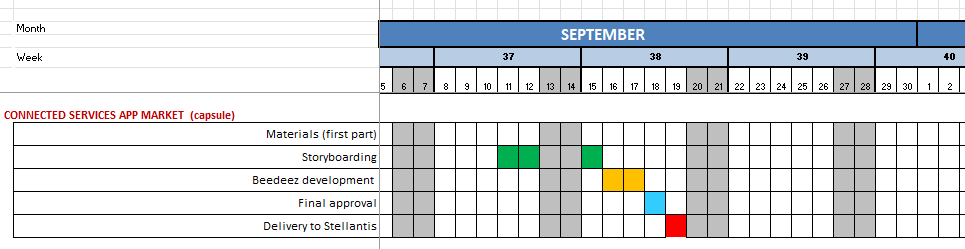 Month
SEPTEMBER
Week
37 38 39 40
5 6 7 8 9 10 11 12 13 14 15 16 17 18 19 20 21 22 23 24 25 26 27 28 29 30 1 2
CONNECTED SERVICES APP MARKET (capsule)
Materials (first part)
Storyboarding
Beedeez development
Final approval
Delivery to Stellantis